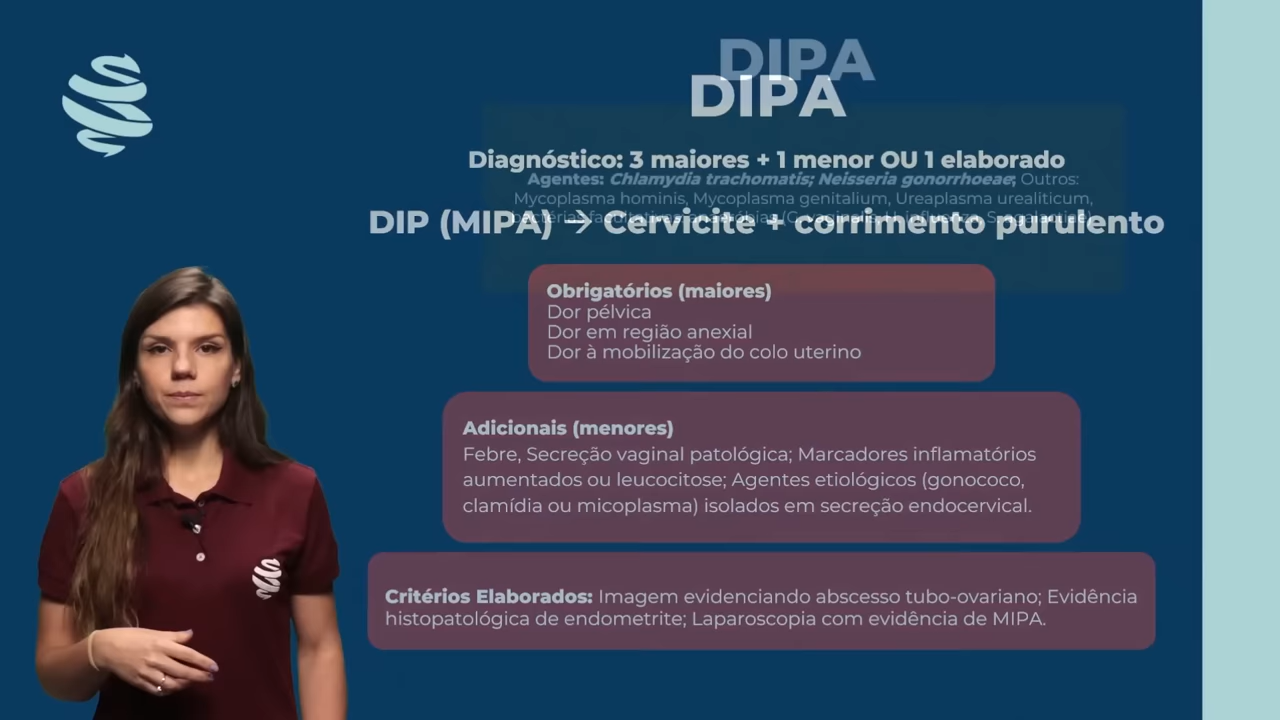 DIPA
DIPA
Diagnóstico: 3 maiores + 1 menor OU 1 elaborado
Agentes: Chlamydia trachomatis; Neisseria gonorrhoeae; Outros:
Mycoplasma hominis, Mycoplasma genitalium, Ureaplasma urealiticum,
DIP (MIPA) → Cervicite + corrimento purulento
Obrigatórios (maiores)
Dor pélvica
Dor em região anexial
Dor à mobilização do colo uterino
Adicionais (menores)
Febre, Secreção vaginal patológica; Marcadores inflamatórios
aumentados ou leucocitose; Agentes etiológicos (gonococo,
clamídia ou micoplasma) isolados em secreção endocervical.
Critérios Elaborados: Imagem evidenciando abscesso tubo-ovariano; Evidência
histopatológica de endometrite; Laparoscopia com evidência de MIPA.